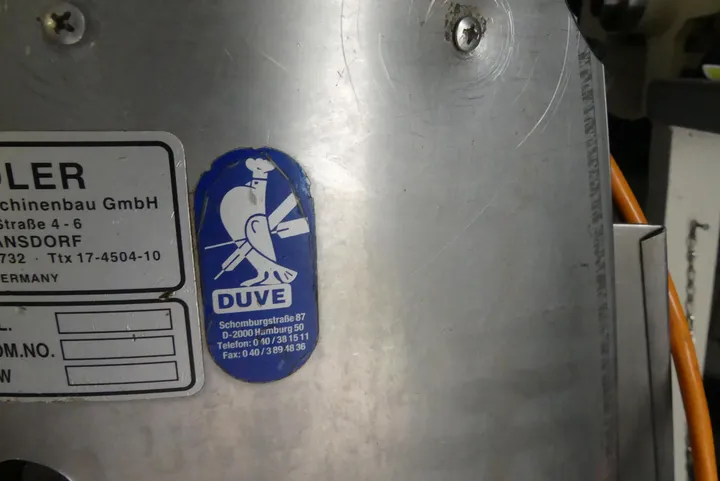 DLER
chinenbau GmbH
Straße 4 - 6
ANSDORF
732 · Ttx 17-4504-10
ERMANY
L.
OM.NO.
W
DUVE
Schomburgstraße 87
D-2000 Hamburg 50
Telefon: 0 40 / 38 15 11
Fax: 0 40 / 3 89 48 36